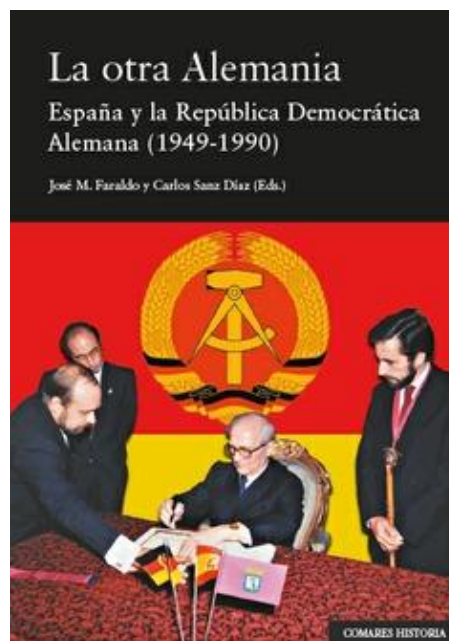 La otra Alemania
España y la República Democrática
Alemana (1949-1990)
José M. Faraldo y Carlos Sanz Díaz (Eds.)
COMARES HISTORIA